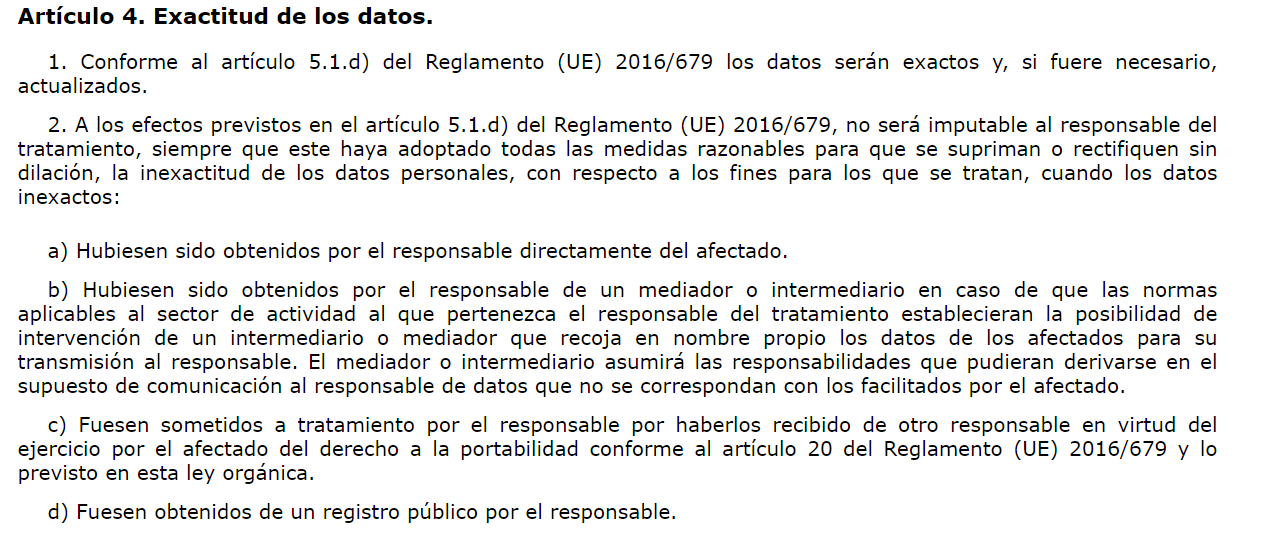 Artículo 4. Exactitud de los datos.
1. Conforme al artículo 5.1.d) del Reglamento (UE) 2016/679 los datos serán exactos y, si fuere necesario,
actualizados.
2. A los efectos previstos en el artículo 5.1.d) del Reglamento (UE) 2016/679, no será imputable al responsable del
tratamiento, siempre que este haya adoptado todas las medidas razonables para que se supriman o rectifiquen sin
dilación, la inexactitud de los datos personales, con respecto a los fines para los que se tratan, cuando los datos
inexactos:
a) Hubiesen sido obtenidos por el responsable directamente del afectado.
b) Hubiesen sido obtenidos por el responsable de un mediador o intermediario en caso de que las normas
aplicables al sector de actividad al que pertenezca el responsable del tratamiento establecieran la posibilidad de
intervención de un intermediario o mediador que recoja en nombre propio los datos de los afectados para su
transmisión al responsable. El mediador o intermediario asumirá las responsabilidades que pudieran derivarse en el
supuesto de comunicación al responsable de datos que no se correspondan con los facilitados por el afectado.
c) Fuesen sometidos a tratamiento por el responsable por haberlos recibido de otro responsable en virtud del
ejercicio por el afectado del derecho a la portabilidad conforme al artículo 20 del Reglamento (UE) 2016/679 y lo
previsto en esta ley orgánica.
d) Fuesen obtenidos de un registro público por el responsable.